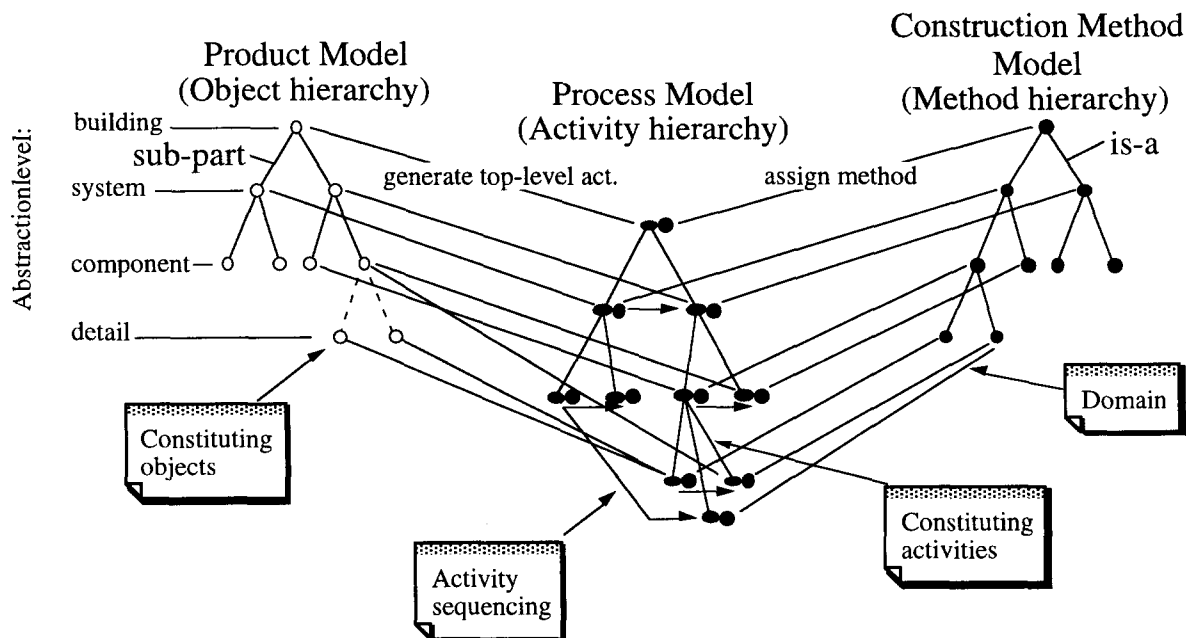 Product Model
(Object hierarchy)
Process Model
(Activity hierarchy)
Construction Method
Model
(Method hierarchy)
Abstractionlevel:
building
sub-part
generate top-level act.
assign method
is-a
system
component
detail
Constituting
objects
Activity
sequencing
Constituting
activities
Domain